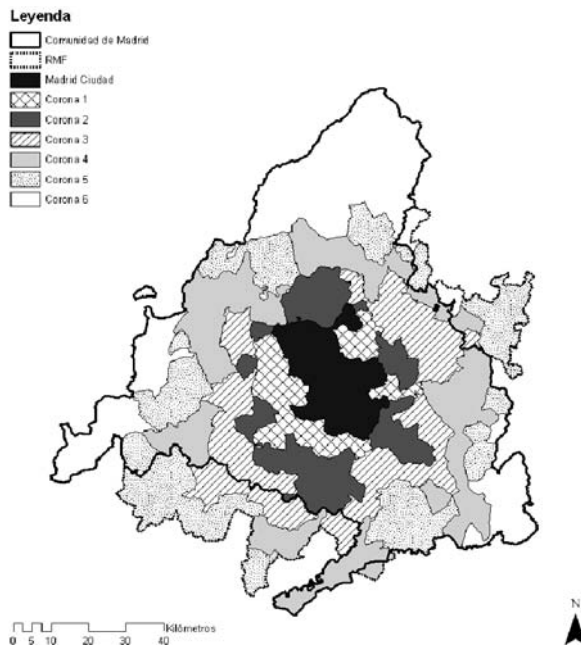 Leyenda
Comunidad de Madrid
RMF
Madrid Ciudad
Corona 1
Corona 2
Corona 3
Corona 4
Corona 5
Corona 6
Kilómetros
0 5 10 20 30 40
N